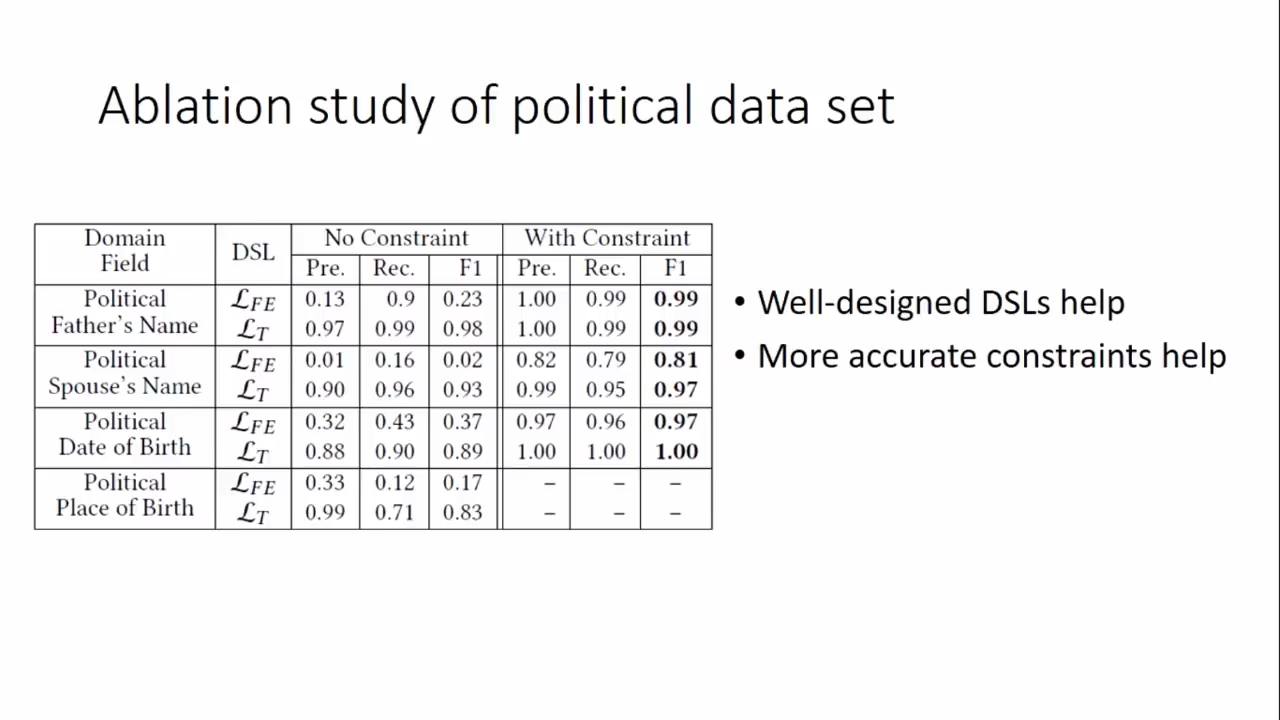 Ablation study of political data set
Domain Field DSL No Constraint With Constraint
Pre. Rec. F1 Pre. Rec. F1
Political Father's Name ℒFE 0.13 0.9 0.23 1.00 0.99 0.99
ℒT 0.97 0.99 0.98 1.00 0.99 0.99
Political Spouse's Name ℒFE 0.01 0.16 0.02 0.82 0.79 0.81
ℒT 0.90 0.96 0.93 0.99 0.95 0.97
Political Date of Birth ℒFE 0.32 0.43 0.37 0.97 0.96 0.97
ℒT 0.88 0.90 0.89 1.00 1.00 1.00
Political Place of Birth ℒFE 0.33 0.12 0.17 – – –
ℒT 0.99 0.71 0.83 – – –
• Well-designed DSLs help
• More accurate constraints help